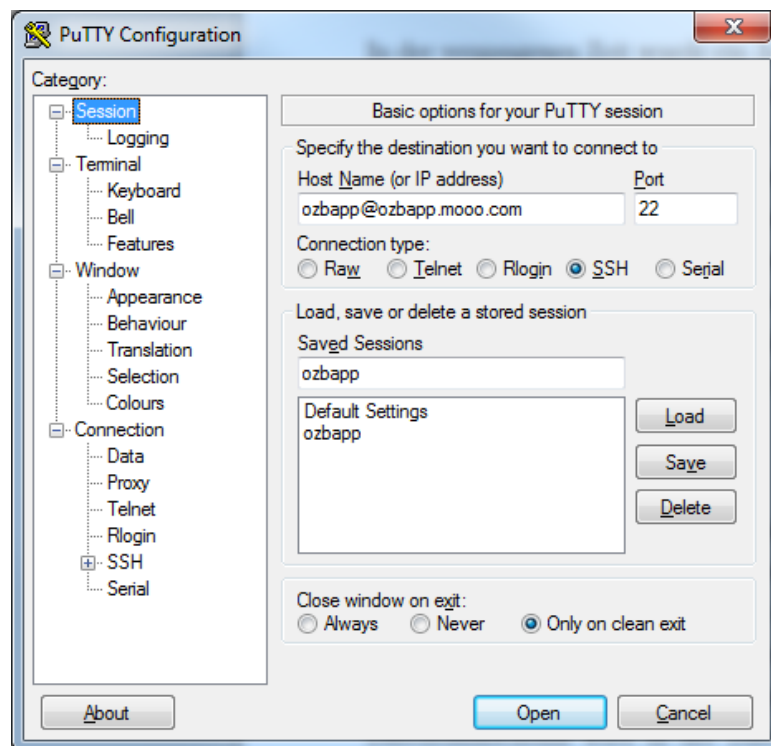 PuTTY Configuration
Category:
Session
Logging
Terminal
Keyboard
Bell
Features
Window
Appearance
Behaviour
Translation
Selection
Colours
Connection
Data
Proxy
Telnet
Rlogin
SSH
Serial
Basic options for your PuTTY session
Specify the destination you want to connect to
Host Name (or IP address) Port
ozbapp@ozbapp.mooo.com 22
Connection type:
Raw Telnet Rlogin SSH Serial
Load, save or delete a stored session
Saved Sessions
ozbapp
Default Settings
ozbapp
Load
Save
Delete
Close window on exit:
Always Never Only on clean exit
About Open Cancel